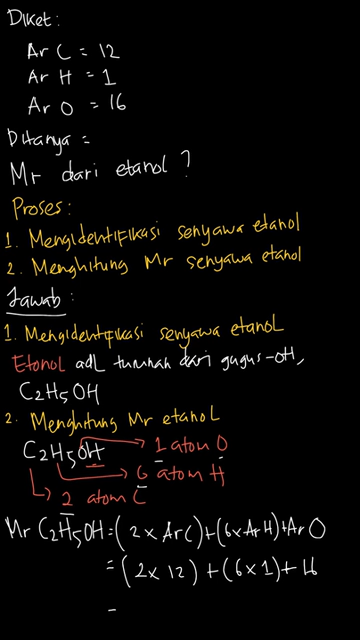 Diket:
Ar C = 12
Ar H = 1
Ar O = 16
Ditanya =
Mr dari etanol ?
Proses:
1. Mengidentifikasi senyawa etanol
2. Menghitung Mr senyawa etanol
Jawab:
1. Mengidentifikasi senyawa etanol
Etanol adl turunan dari gugus -OH,
C2H5OH
2. Menghitung Mr etanol
C2H5OH → 1 atom O
→ 6 atom H
→ 2 atom C
Mr C2H5OH = (2 x Ar C) + (6 x Ar H) + Ar O
= (2 x 12) + (6 x 1) + 16
=